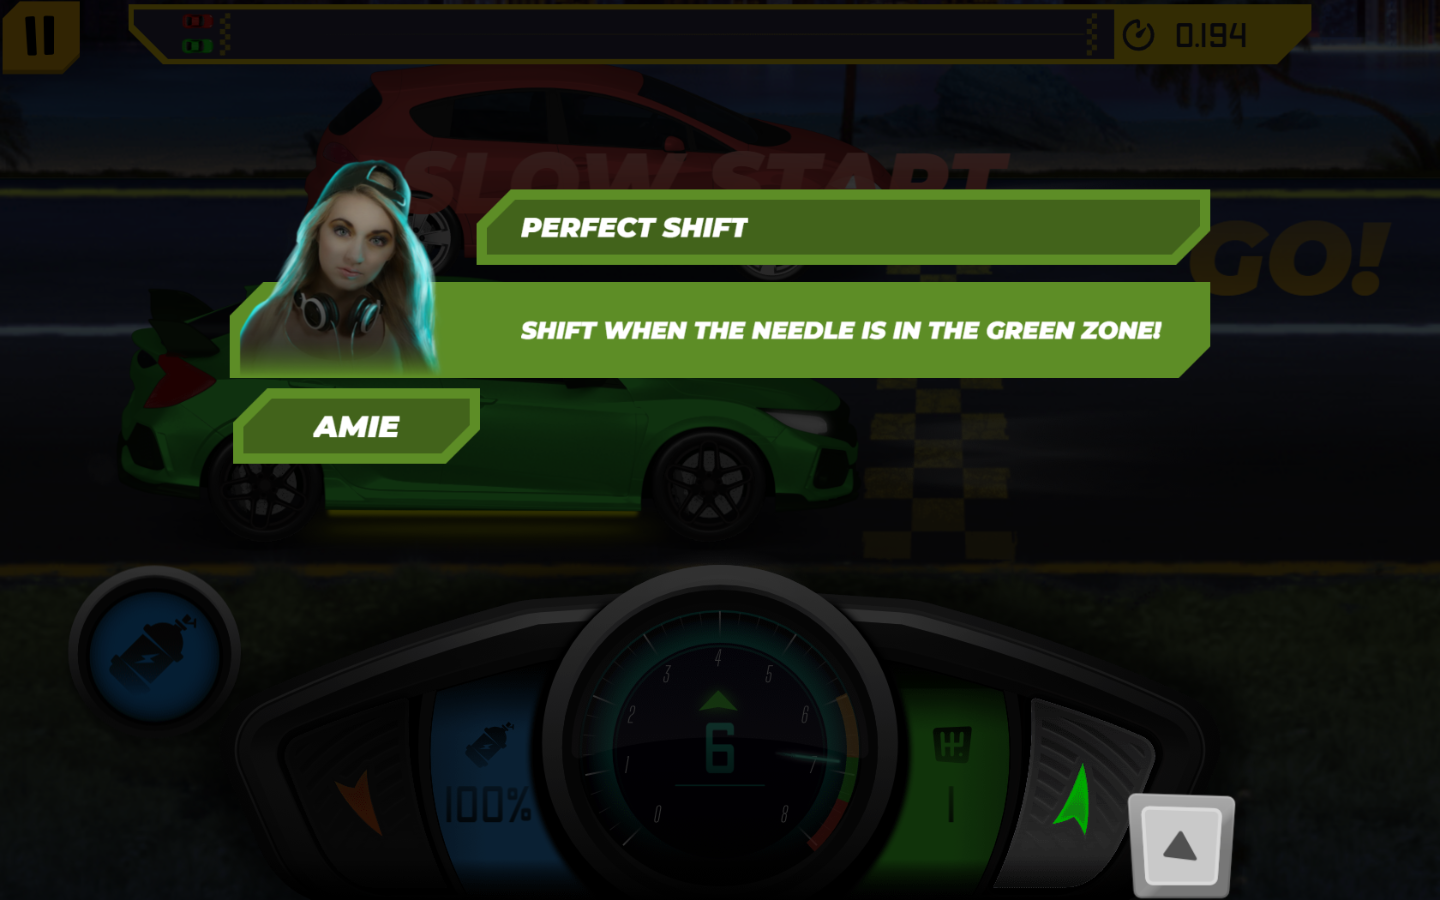 0.194
SLOW START
PERFECT SHIFT
GO!
SHIFT WHEN THE NEEDLE IS IN THE GREEN ZONE!
AMIE
0 1 2 3 4 5 6 7 8
6
100%
1